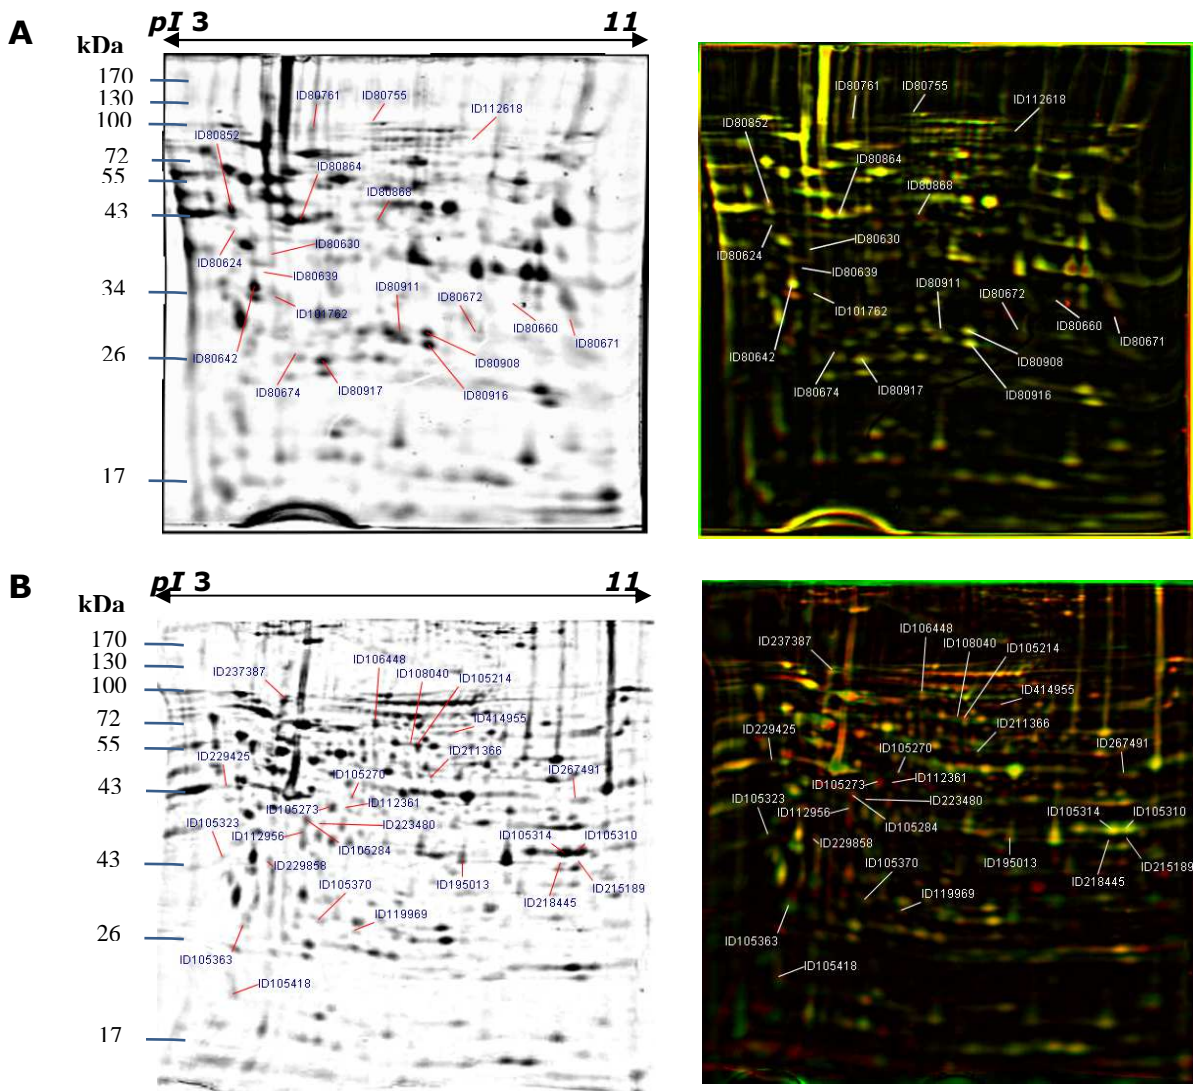 A
pI 3 11
kDa
170
130
100
72
55
43
34
26
17
ID80761 ID80755
ID112618
ID80852
ID80864
ID80868
ID80624
ID80630
ID80639
ID80911
ID80672
ID101762
ID80660
ID80671
ID80642
ID80908
ID80674
ID80917
ID80916
ID80761
ID80755
ID112618
ID80852
ID80864
ID80868
ID80630
ID80624
ID80639
ID80911
ID80672
ID101762
ID80660
ID80671
ID80642
ID80908
ID80674
ID80917
ID80916
B
pI 3 11
kDa
170
130
100
72
55
43
43
26
17
ID237387
ID106448
ID108040
ID105214
ID414955
ID229425
ID211366
ID105270
ID267491
ID105273
ID112361
ID105323
ID223480
ID112956
ID105314
ID105310
ID105284
ID229858
ID105370
ID195013
ID215189
ID218445
ID119969
ID105363
ID105418
ID106448
ID237387
ID108040
ID105214
ID414955
ID229425
ID211366
ID105270
ID267491
ID105273
ID112361
ID105323
ID223480
ID112956
ID105314
ID105310
ID105284
ID229858
ID105370
ID195013
ID215189
ID218445
ID119969
ID105363
ID105418